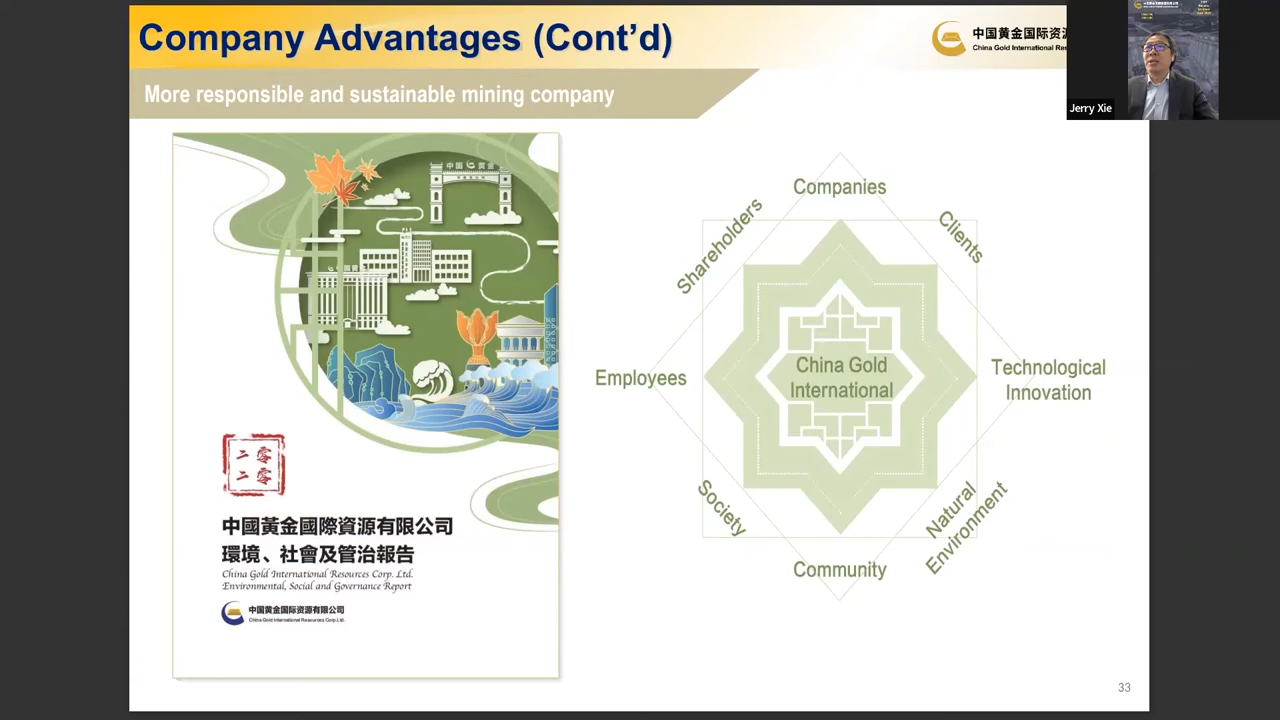 Company Advantages (Cont'd)
中国黄金国际资
China Gold International Res
More responsible and sustainable mining company
Jerry Xie
中国 黄金
二零
二零
中國黃金國際資源有限公司
環境、社會及管治報告
China Gold International Resources Corp. Ltd.
Environmental, Social and Governance Report
中国黄金国际资源有限公司
China Gold International Resources Corp.Ltd.
Companies
Shareholders
Clients
Employees
China Gold
International
Technological
Innovation
Society
Natural
Environment
Community
33